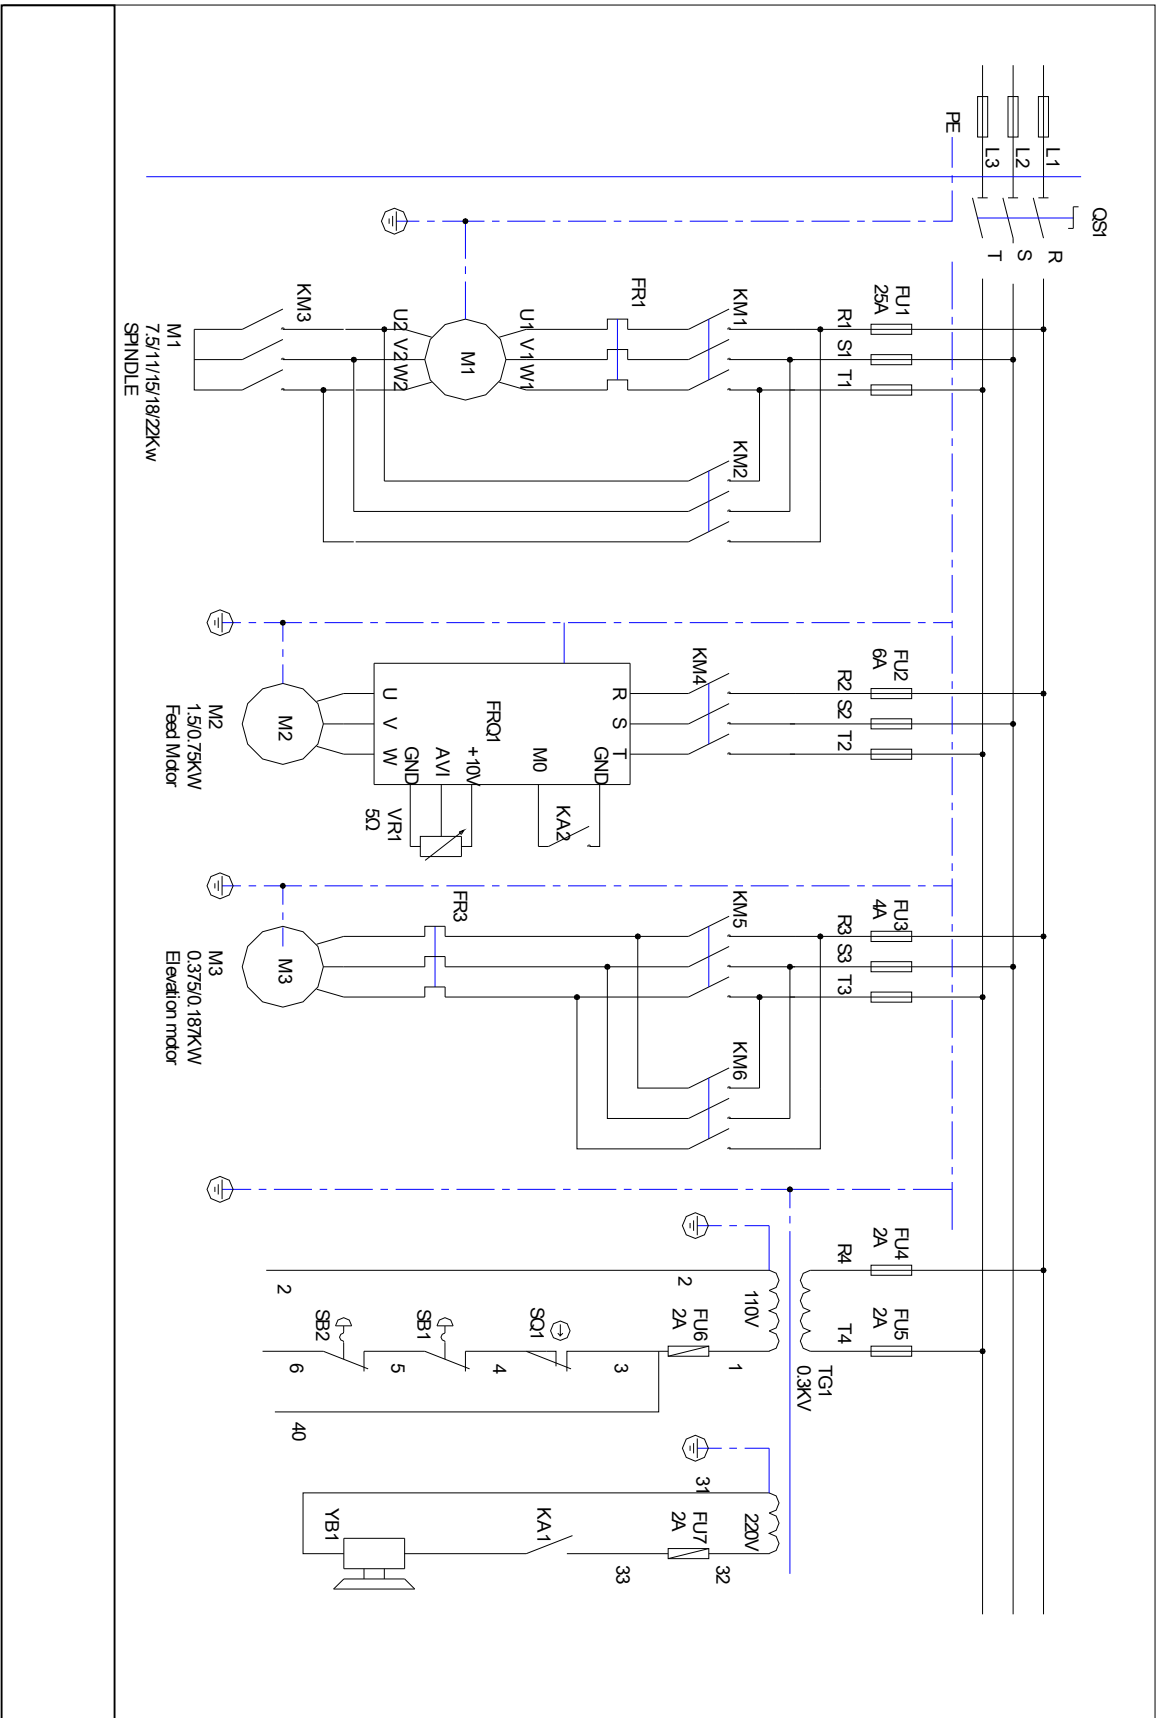 L1
L2
L3
PE
QS1
R
S
T
FU1
25A
R1 S1 T1
KM1
FR1
U1 V1 W1
M1
U2 V2 W2
KM3
KM2
M1
7.5/11/15/18/22Kw
SPINDLE
FU2
6A
R2 S2 T2
KM4
R S T
GND
M0
FRQ1
+10V
AVI
GND
U V W
KA2
VR1
5Ω
M2
M2
1.5/0.75KW
Feed Motor
FU3
4A
R3 S3 T3
KM5
KM6
FR3
M3
M3
0.375/0.187KW
Elevation motor
FU4
2A
FU5
2A
R4
T4
TG1
0.3KV
110V
2
FU6
2A
1
3
SQ1
4
SB1
5
SB2
6
2
40
220V
31
FU7
2A
32
33
KA1
YB1